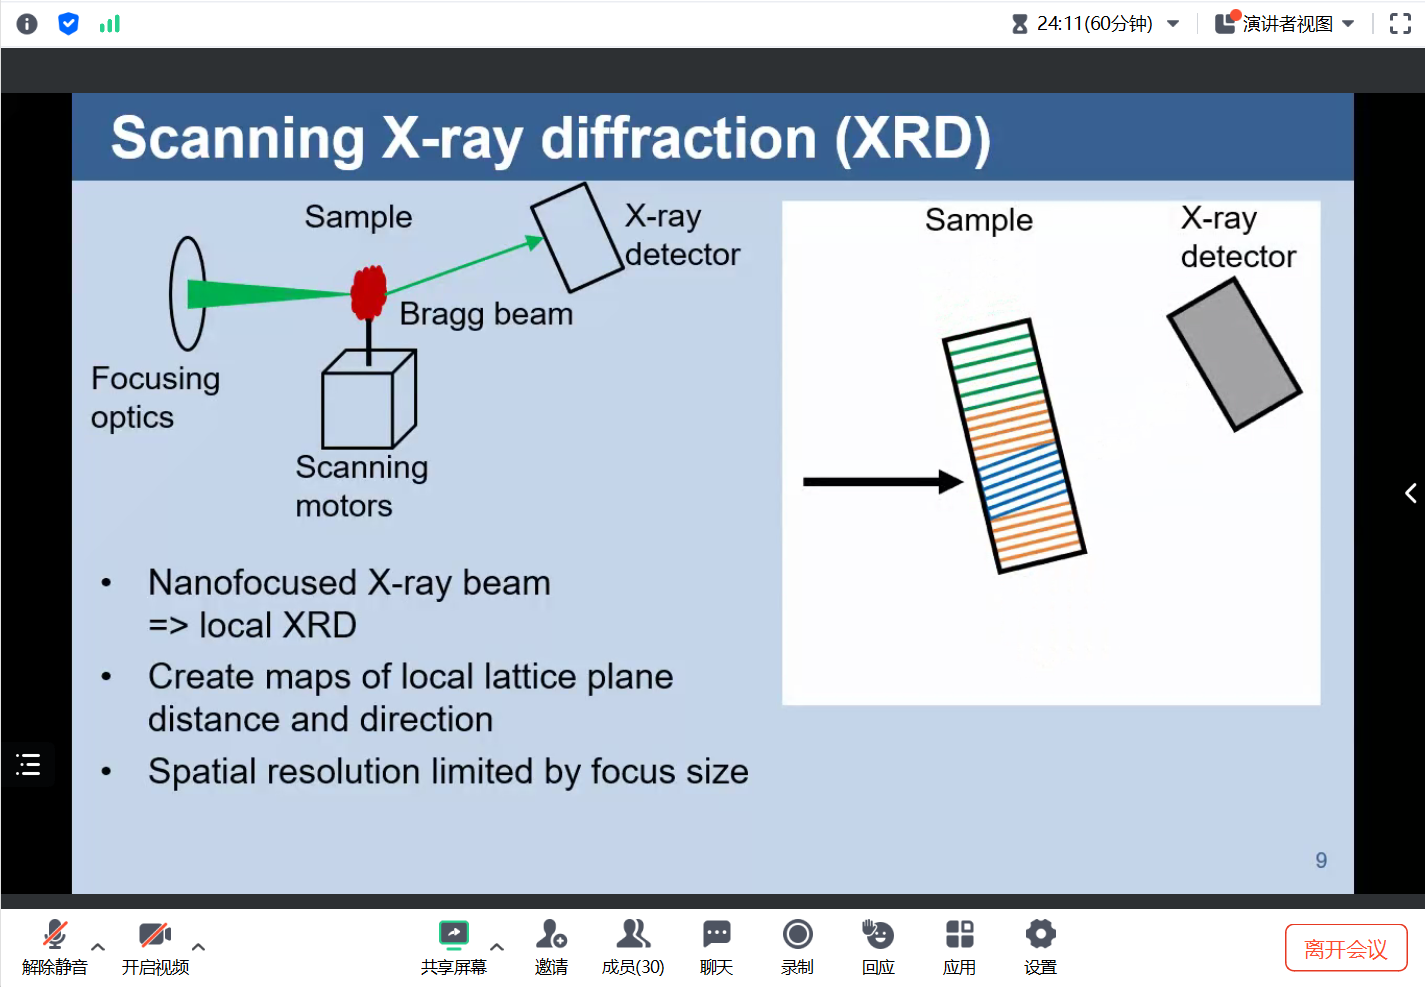 24:11(60分钟)
演讲者视图
Scanning X-ray diffraction (XRD)
Sample
X-ray
detector
Bragg beam
Focusing
optics
Scanning
motors
Sample
X-ray
detector
• Nanofocused X-ray beam
=> local XRD
• Create maps of local lattice plane
distance and direction
• Spatial resolution limited by focus size
9
解除静音
开启视频
共享屏幕
邀请
成员(30)
聊天
录制
回应
应用
设置
离开会议